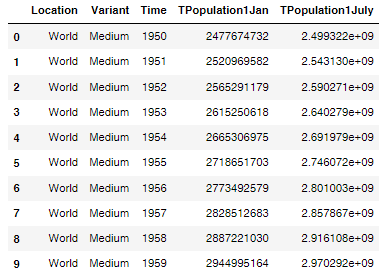 Location Variant Time TPopulation1Jan TPopulation1July
0 World Medium 1950 2477674732 2.499322e+09
1 World Medium 1951 2520969582 2.543130e+09
2 World Medium 1952 2565291179 2.590271e+09
3 World Medium 1953 2615250618 2.640279e+09
4 World Medium 1954 2665306975 2.691979e+09
5 World Medium 1955 2718651703 2.746072e+09
6 World Medium 1956 2773492579 2.801003e+09
7 World Medium 1957 2828512683 2.857867e+09
8 World Medium 1958 2887221030 2.916108e+09
9 World Medium 1959 2944995164 2.970292e+09